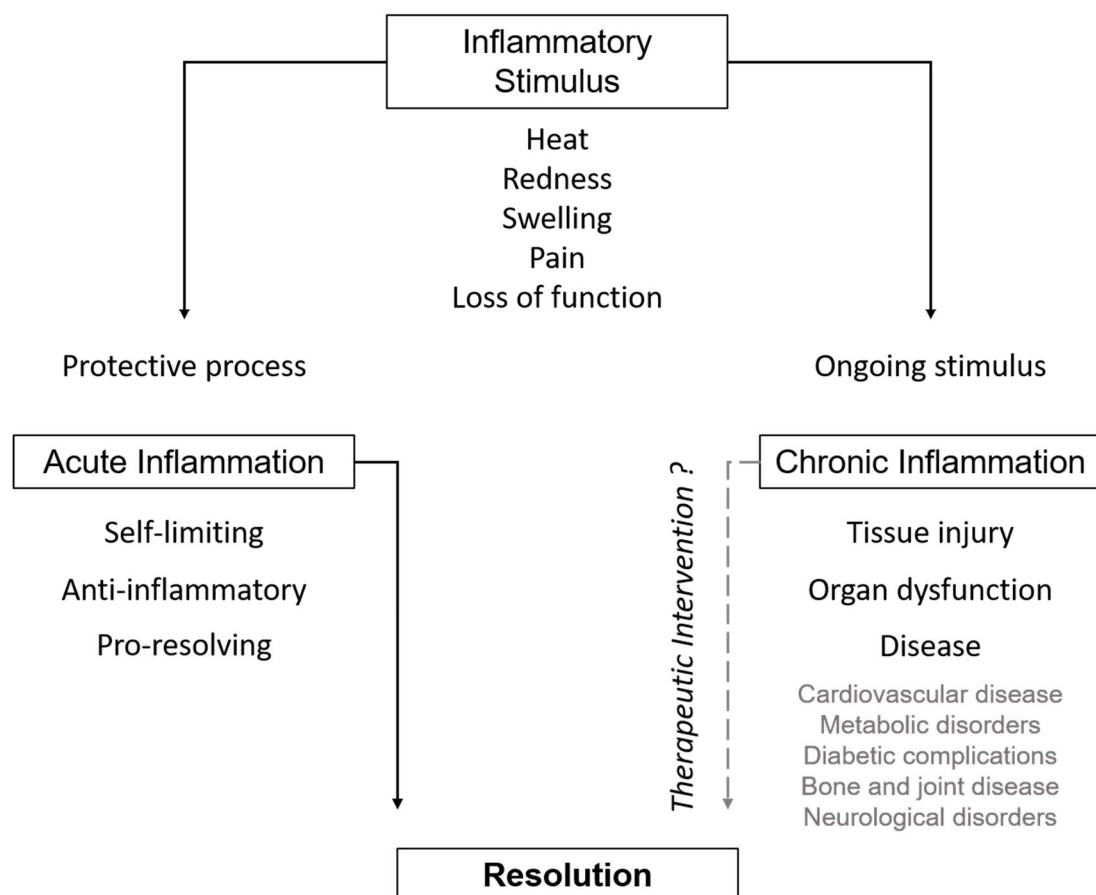 Inflammatory
Stimulus
Heat
Redness
Swelling
Pain
Loss of function
Protective process
Ongoing stimulus
Acute Inflammation
Self-limiting
Anti-inflammatory
Pro-resolving
Therapeutic Intervention ?
Chronic Inflammation
Tissue injury
Organ dysfunction
Disease
Cardiovascular disease
Metabolic disorders
Diabetic complications
Bone and joint disease
Neurological disorders
Resolution